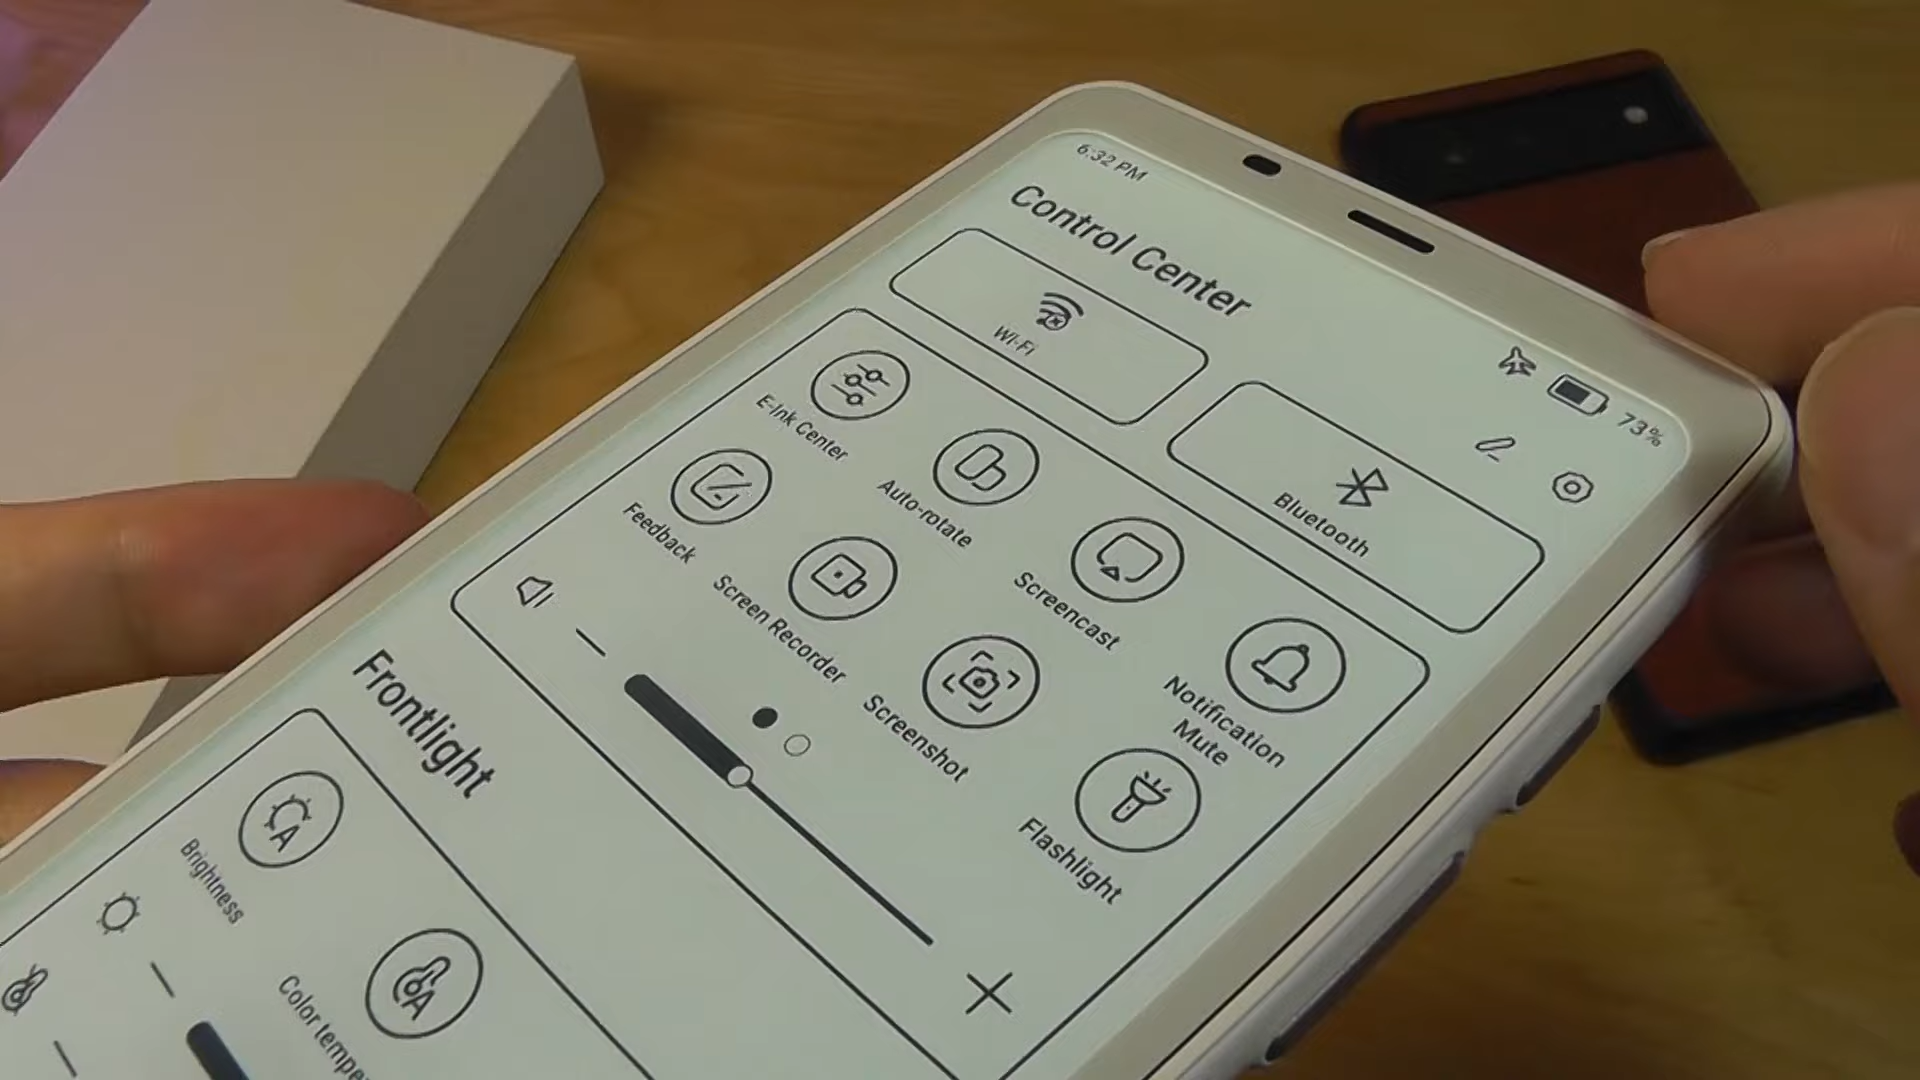 6:32 PM
73%
Control Center
Wi-Fi
Bluetooth
E-Ink Center
Auto-rotate
Screencast
Notification
Mute
Feedback
Screen Recorder
Screenshot
Flashlight
Frontlight
Brightness